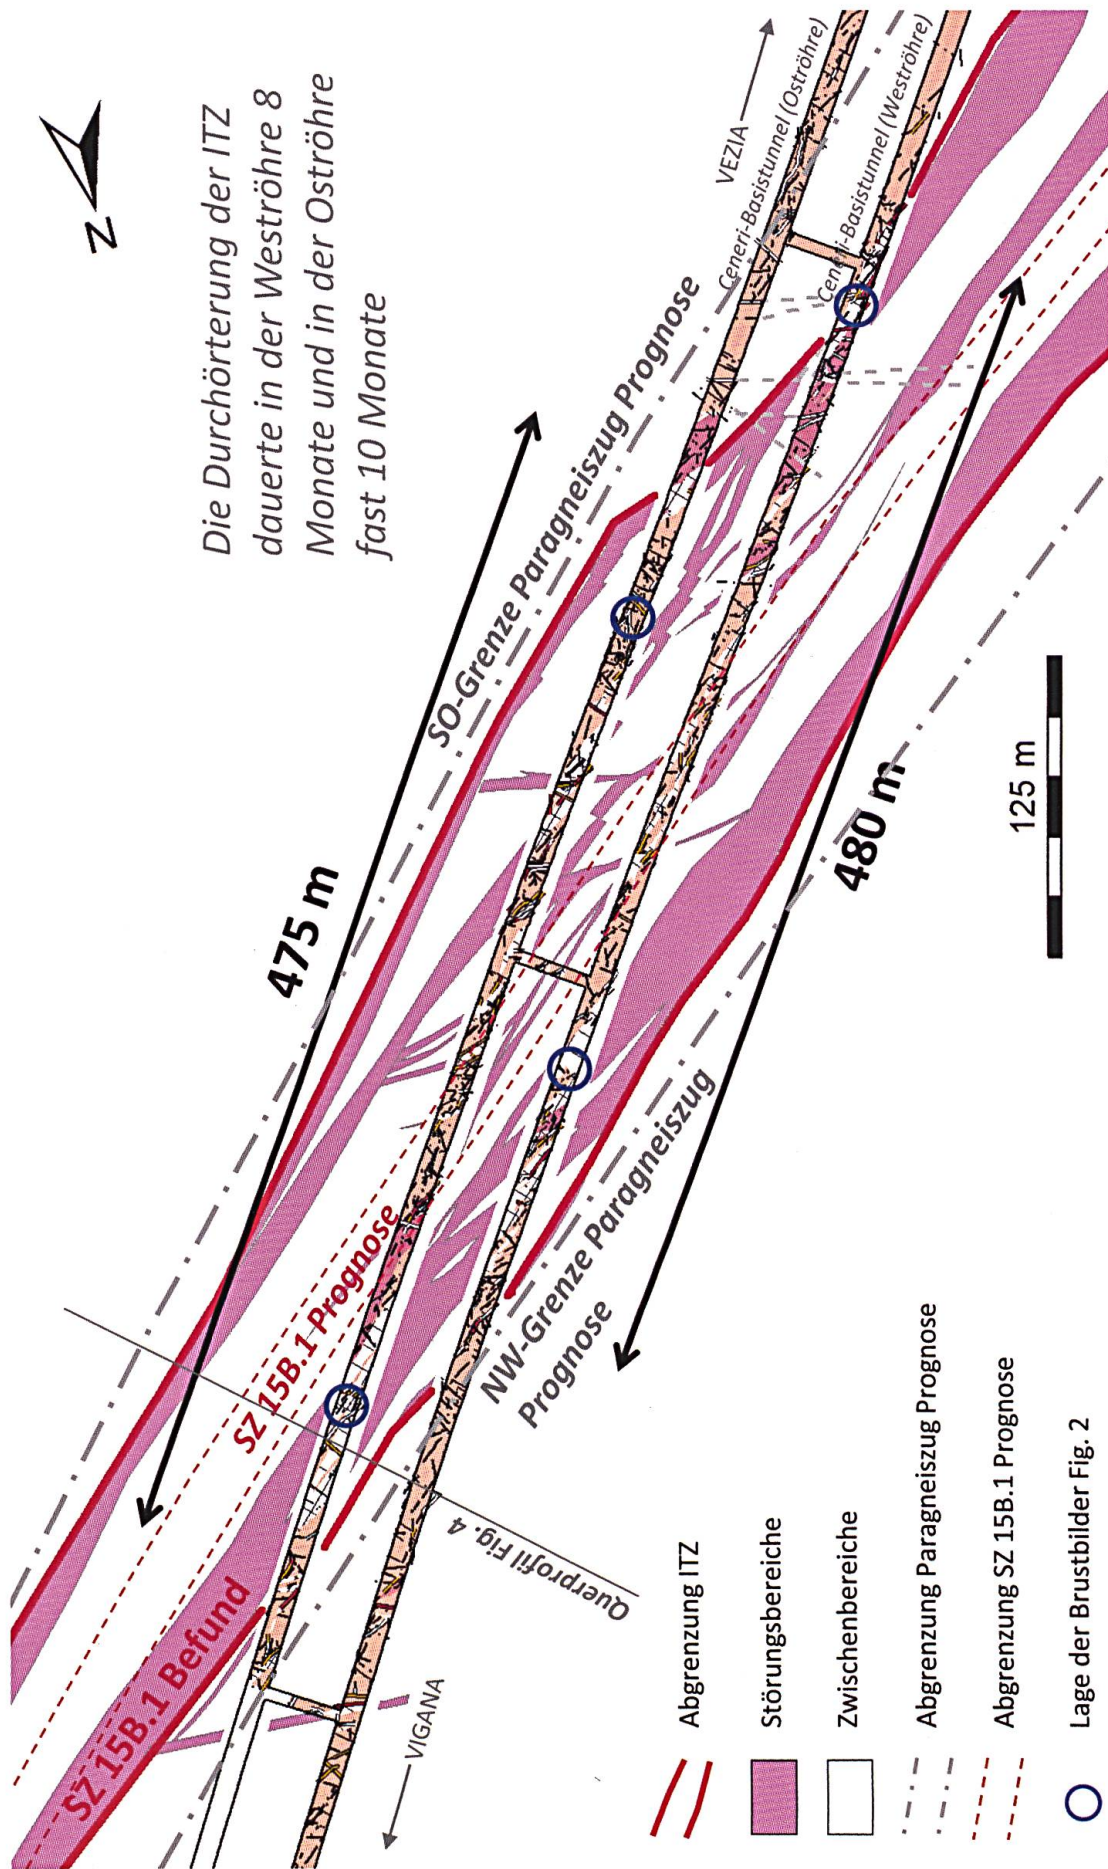 Die Durchörterung der ITZ
dauerte in der Weströhre 8
Monate und in der Oströhre
fast 10 Monate
N
VEZIA
Ceneri-Basistunnel (Oströhre)
Ceneri-Basistunnel (Weströhre)
SO-Grenze Paragneiszug Prognose
475 m
SZ 15B.1 Prognose
SZ 15B.1 Befund
Querprofil Fig. 4
VIGANA
NW-Grenze Paragneiszug
Prognose
480 m
125 m
Abgrenzung ITZ
Störungsbereiche
Zwischenbereiche
Abgrenzung Paragneiszug Prognose
Abgrenzung SZ 15B.1 Prognose
Lage der Brustbilder Fig. 2